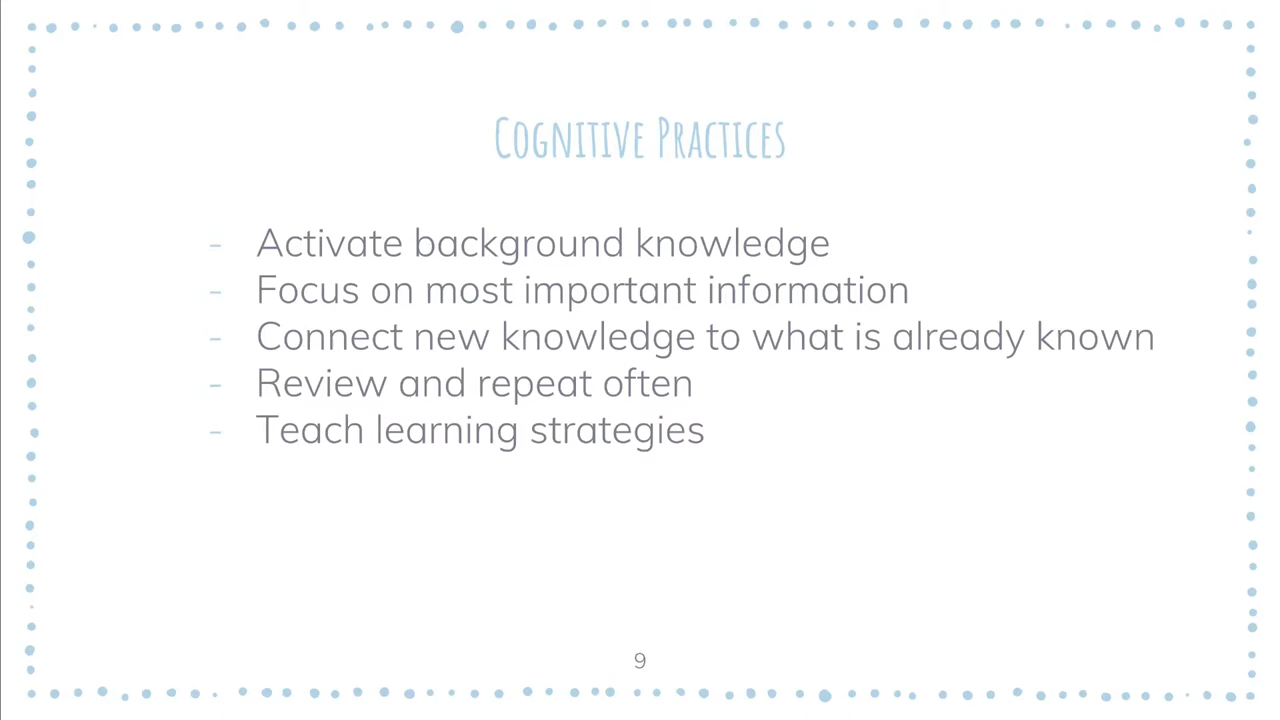 Cognitive Practices
- Activate background knowledge
- Focus on most important information
- Connect new knowledge to what is already known
- Review and repeat often
- Teach learning strategies
9